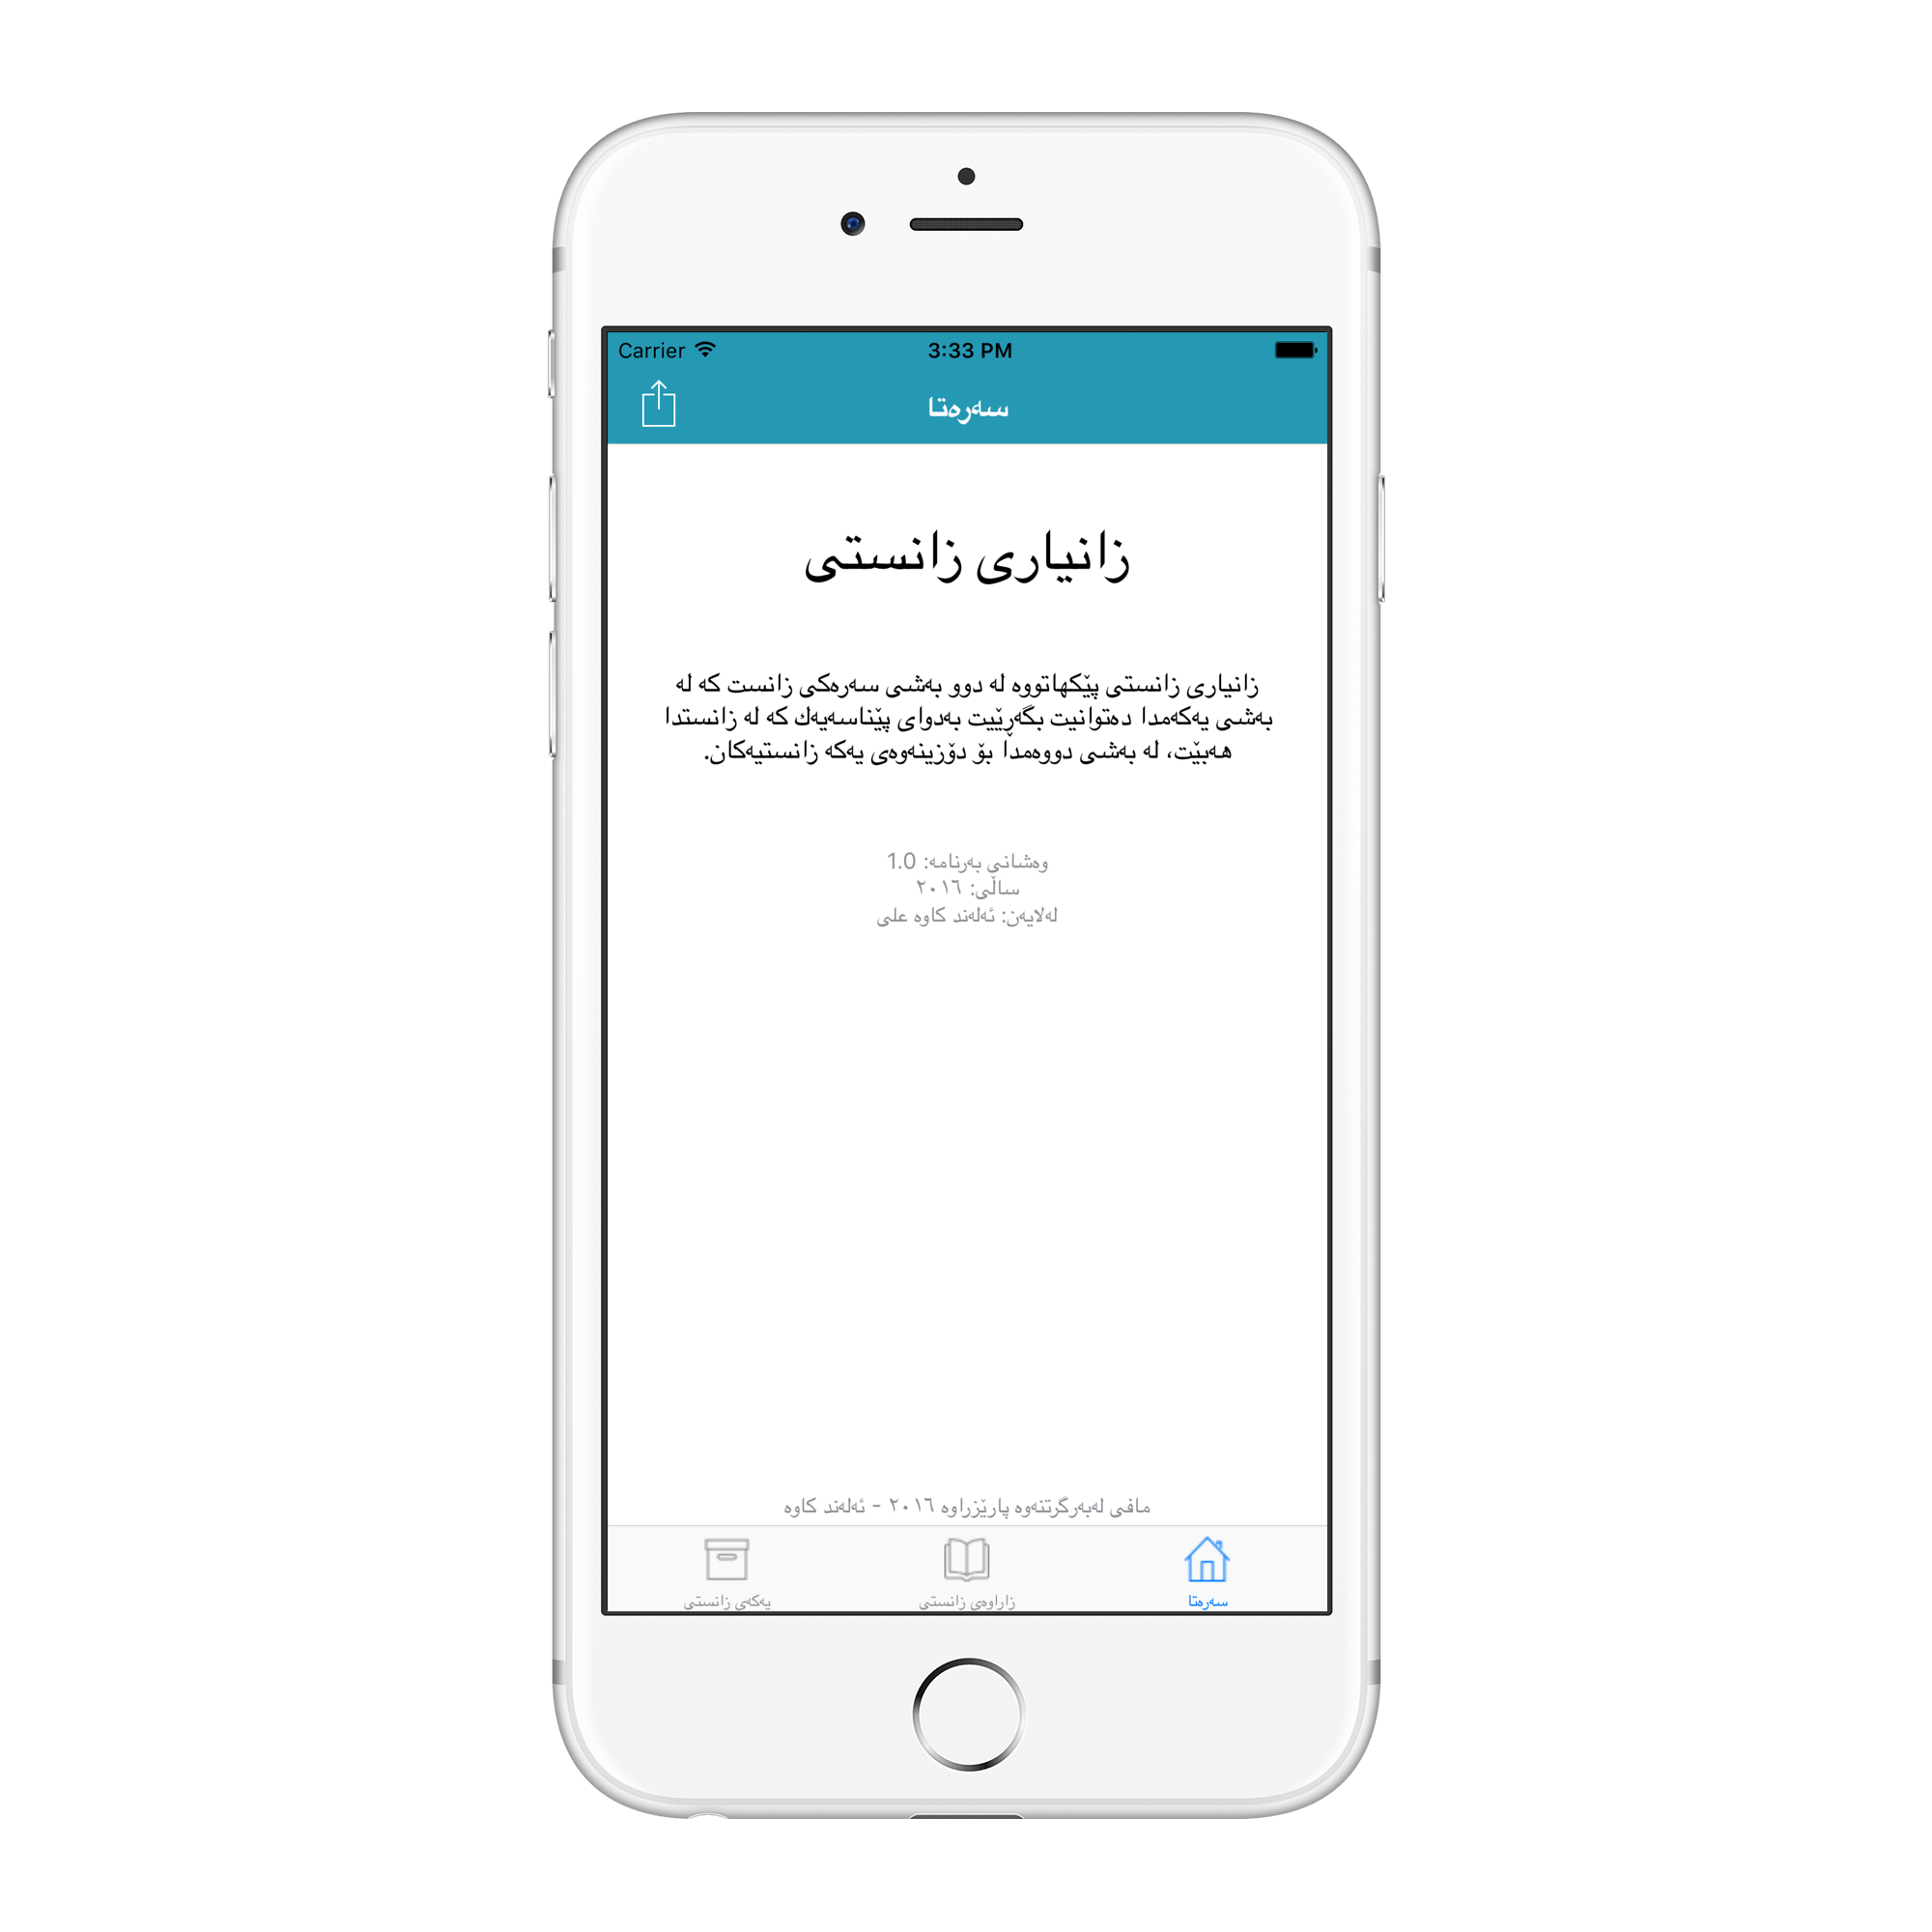 Carrier
3:33 PM
سەرەتا
زانیاری زانستی
زانیاری زانستی پێکهاتووە لە دوو بەشی سەرەکی زانست کە لە
بەشی یەکەمدا دەتوانیت بگەڕێیت بەدوای پێناسەیەك کە لە زانستدا
هەبێت، لە بەشی دووەمدا بۆ دۆزینەوەی یەکە زانستیەکان.
وەشانی بەرنامە: 1.0
ساڵی: ٢٠١٦
لەلایەن: ئەلەند کاوە علی
مافی لەبەرگرتنەوە پارێزراوە ٢٠١٦ - ئەلەند کاوە
سەرەتا
زاراوەی زانستی
یەکەی زانستی